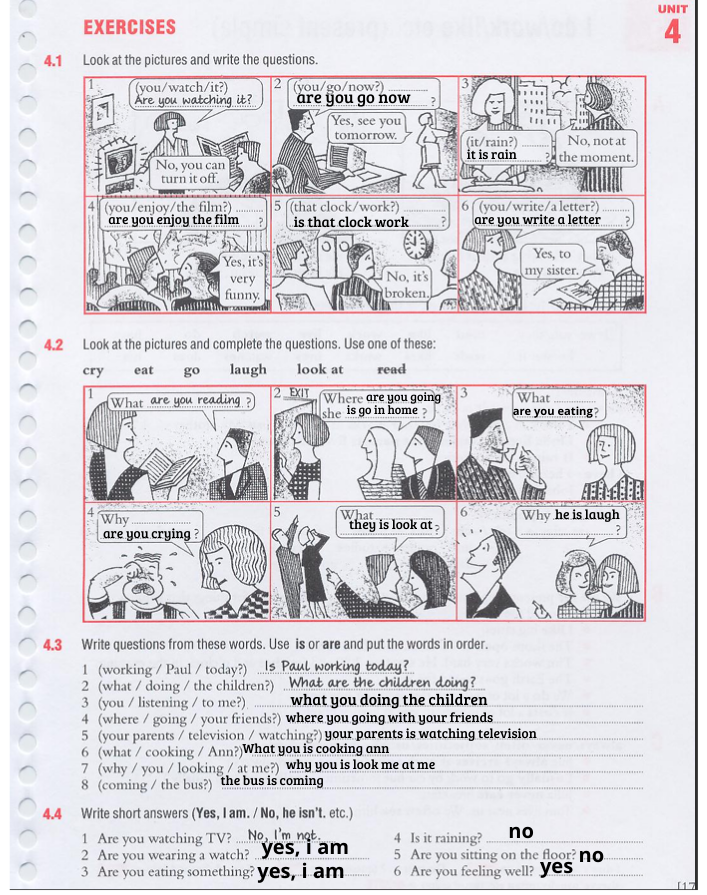 UNIT
4
EXERCISES
4.1 Look at the pictures and write the questions.
1
(you/watch/it?)
Are you watching it?
No, you can
turn it off.
2 (you/go/now?)
are you go now ?
Yes, see you
tomorrow.
3
(it/rain?)
it is rain ?
No, not at
the moment.
4 (you/enjoy/the film?)
are you enjoy the film ?
Yes, it's
very
funny.
5 (that clock/work?)
is that clock work ?
No, it's
broken.
6 (you/write/a letter?)
are you write a letter ?
Yes, to
my sister.
4.2 Look at the pictures and complete the questions. Use one of these:
cry eat go laugh look at read
1
What are you reading ?
2 EXIT
Where are you going
she is go in home ?
3
What
are you eating?
4
Why
are you crying ?
5
What
they is look at ?
6
Why he is laugh
?
4.3 Write questions from these words. Use is or are and put the words in order.
1 (working / Paul / today?) Is Paul working today?
2 (what / doing / the children?) What are the children doing?
3 (you / listening / to me?) what you doing the children
4 (where / going / your friends?) where you going with your friends
5 (your parents / television / watching?) your parents is watching television
6 (what / cooking / Ann?) What you is cooking ann
7 (why / you / looking / at me?) why you is look me at me
8 (coming / the bus?) the bus is coming
4.4 Write short answers (Yes, I am. / No, he isn't. etc.)
1 Are you watching TV? No, I'm not.
2 Are you wearing a watch? yes, i am
3 Are you eating something? yes, i am
4 Is it raining? no
5 Are you sitting on the floor? no
6 Are you feeling well? yes
[17